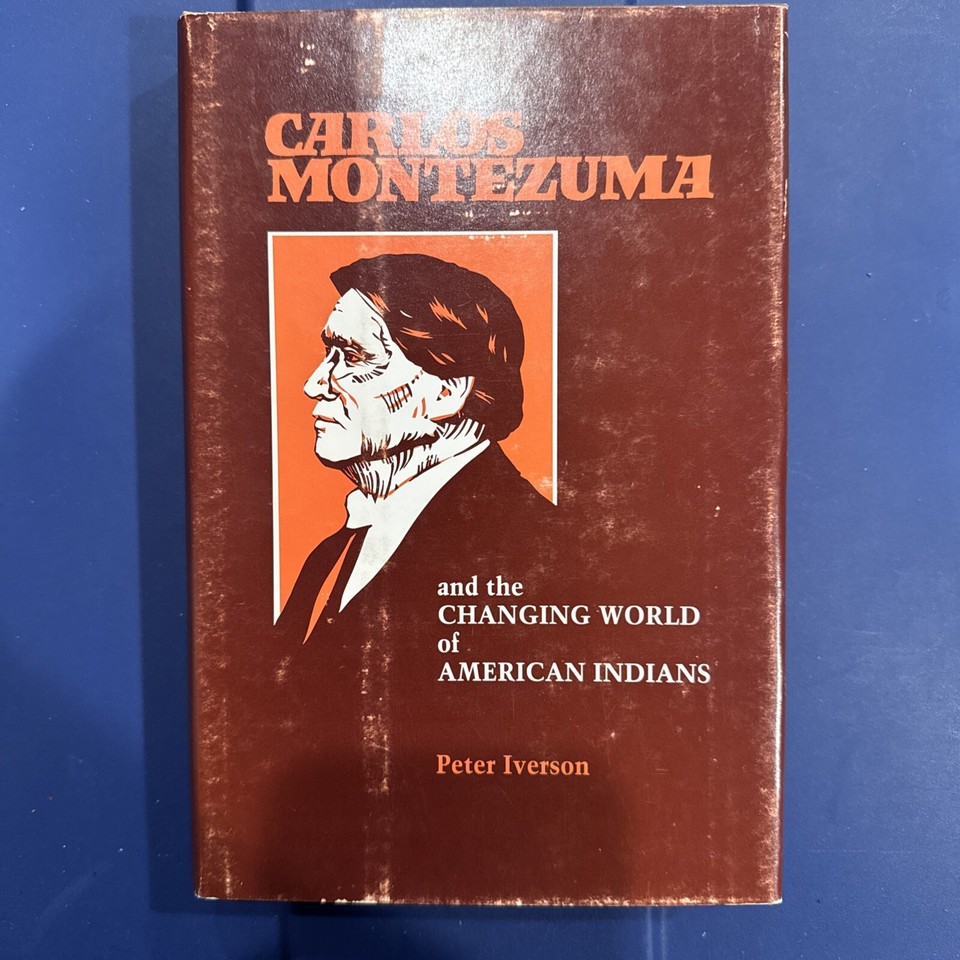 CARLOS
MONTEZUMA
and the
CHANGING WORLD
of
AMERICAN INDIANS
Peter Iverson